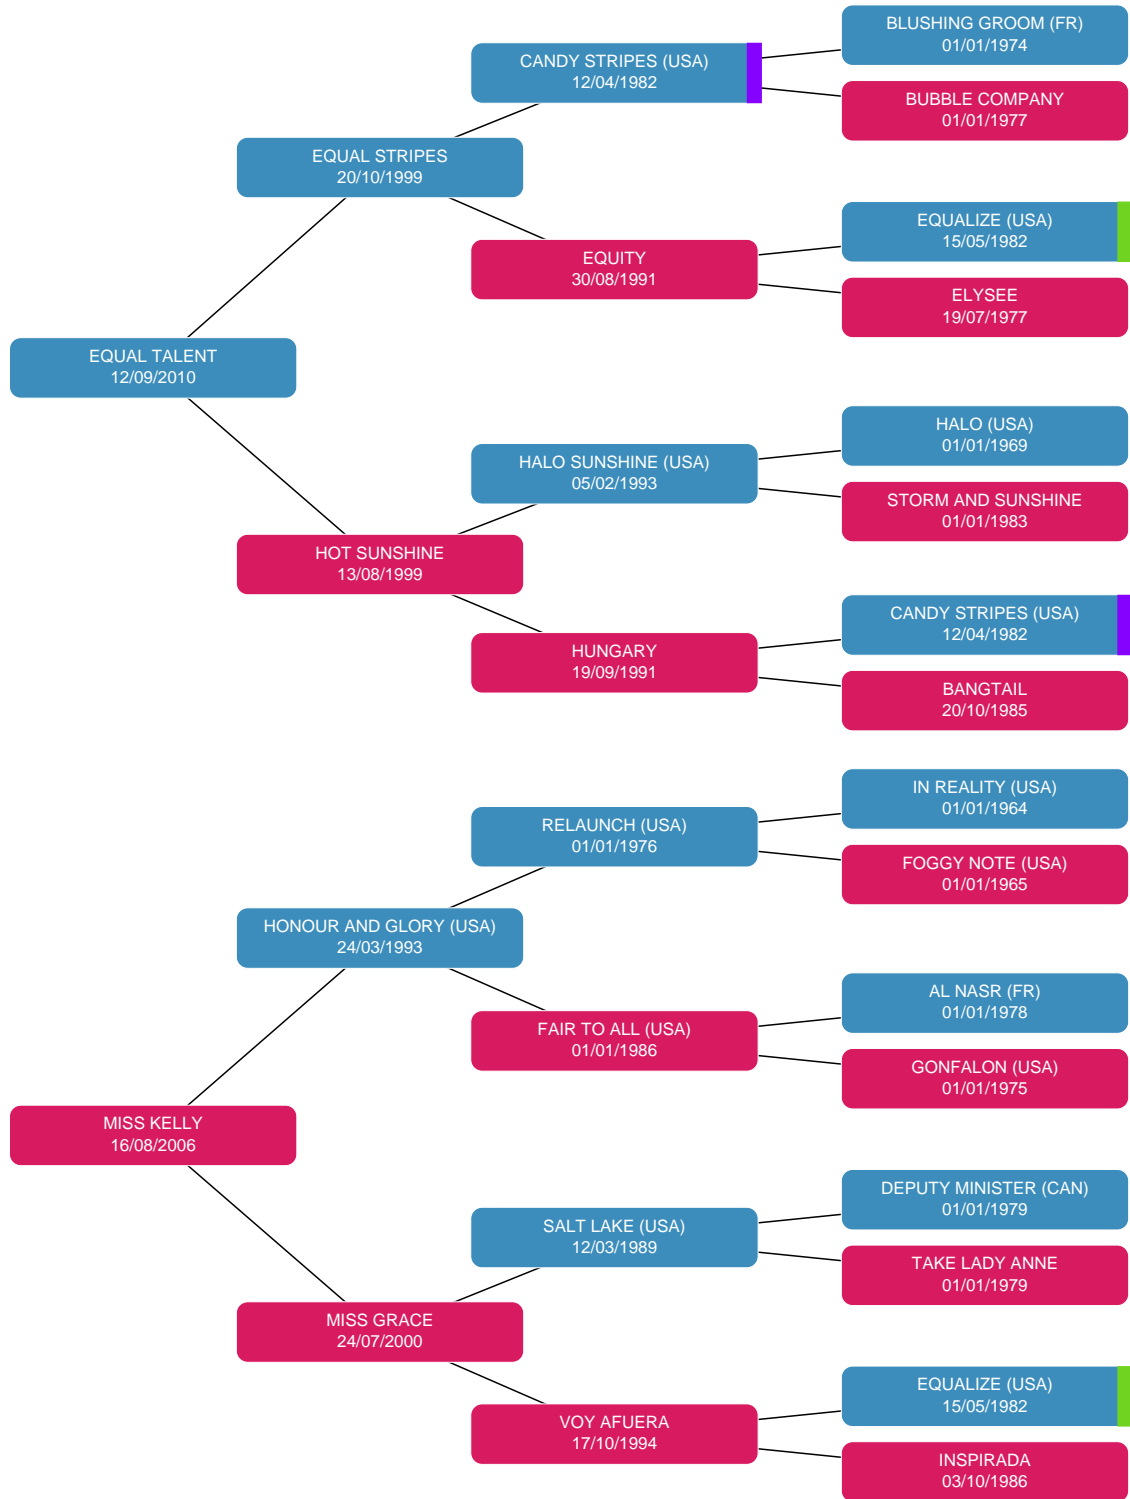 BLUSHING GROOM (FR)
01/01/1974
CANDY STRIPES (USA)
12/04/1982
BUBBLE COMPANY
01/01/1977
EQUAL STRIPES
20/10/1999
EQUALIZE (USA)
15/05/1982
EQUITY
30/08/1991
ELYSEE
19/07/1977
EQUAL TALENT
12/09/2010
HALO (USA)
01/01/1969
HALO SUNSHINE (USA)
05/02/1993
STORM AND SUNSHINE
01/01/1983
HOT SUNSHINE
13/08/1999
CANDY STRIPES (USA)
12/04/1982
HUNGARY
19/09/1991
BANGTAIL
20/10/1985
IN REALITY (USA)
01/01/1964
RELAUNCH (USA)
01/01/1976
FOGGY NOTE (USA)
01/01/1965
HONOUR AND GLORY (USA)
24/03/1993
AL NASR (FR)
01/01/1978
FAIR TO ALL (USA)
01/01/1986
GONFALON (USA)
01/01/1975
MISS KELLY
16/08/2006
DEPUTY MINISTER (CAN)
01/01/1979
SALT LAKE (USA)
12/03/1989
TAKE LADY ANNE
01/01/1979
MISS GRACE
24/07/2000
EQUALIZE (USA)
15/05/1982
VOY AFUERA
17/10/1994
INSPIRADA
03/10/1986